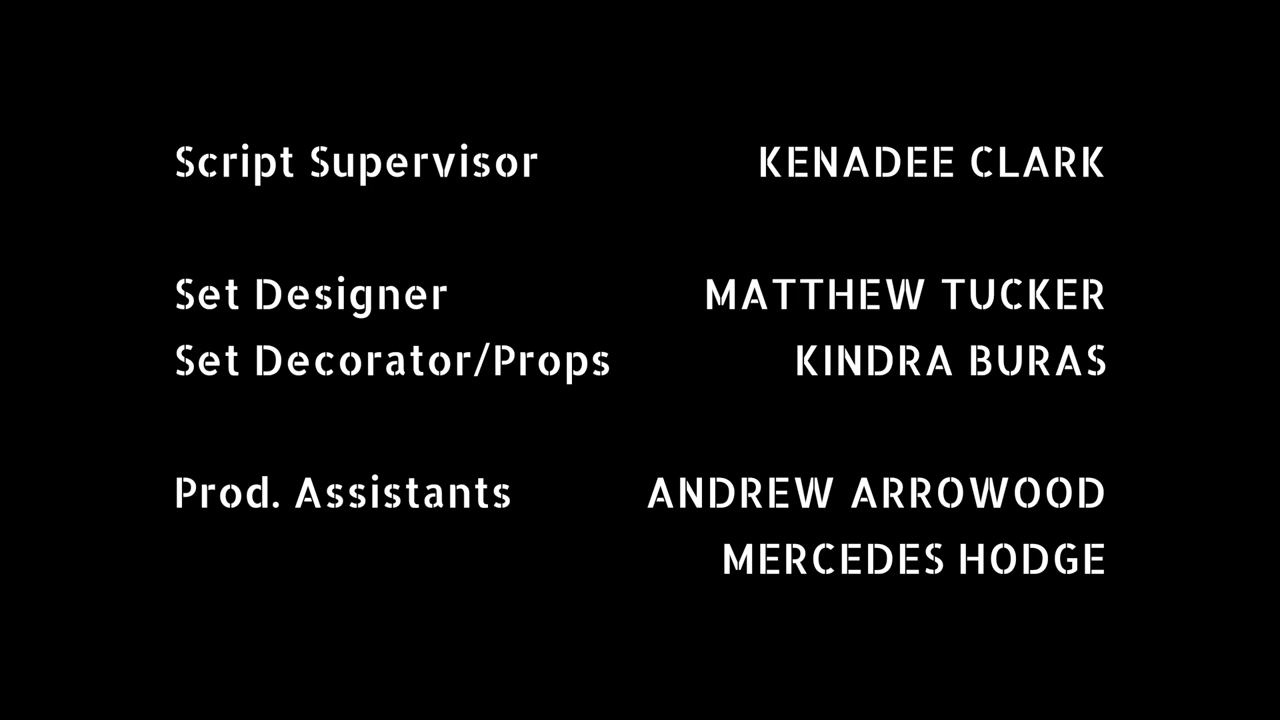 Script Supervisor KENADEE CLARK
Set Designer MATTHEW TUCKER
Set Decorator/Props KINDRA BURAS
Prod. Assistants ANDREW ARROWOOD
MERCEDES HODGE